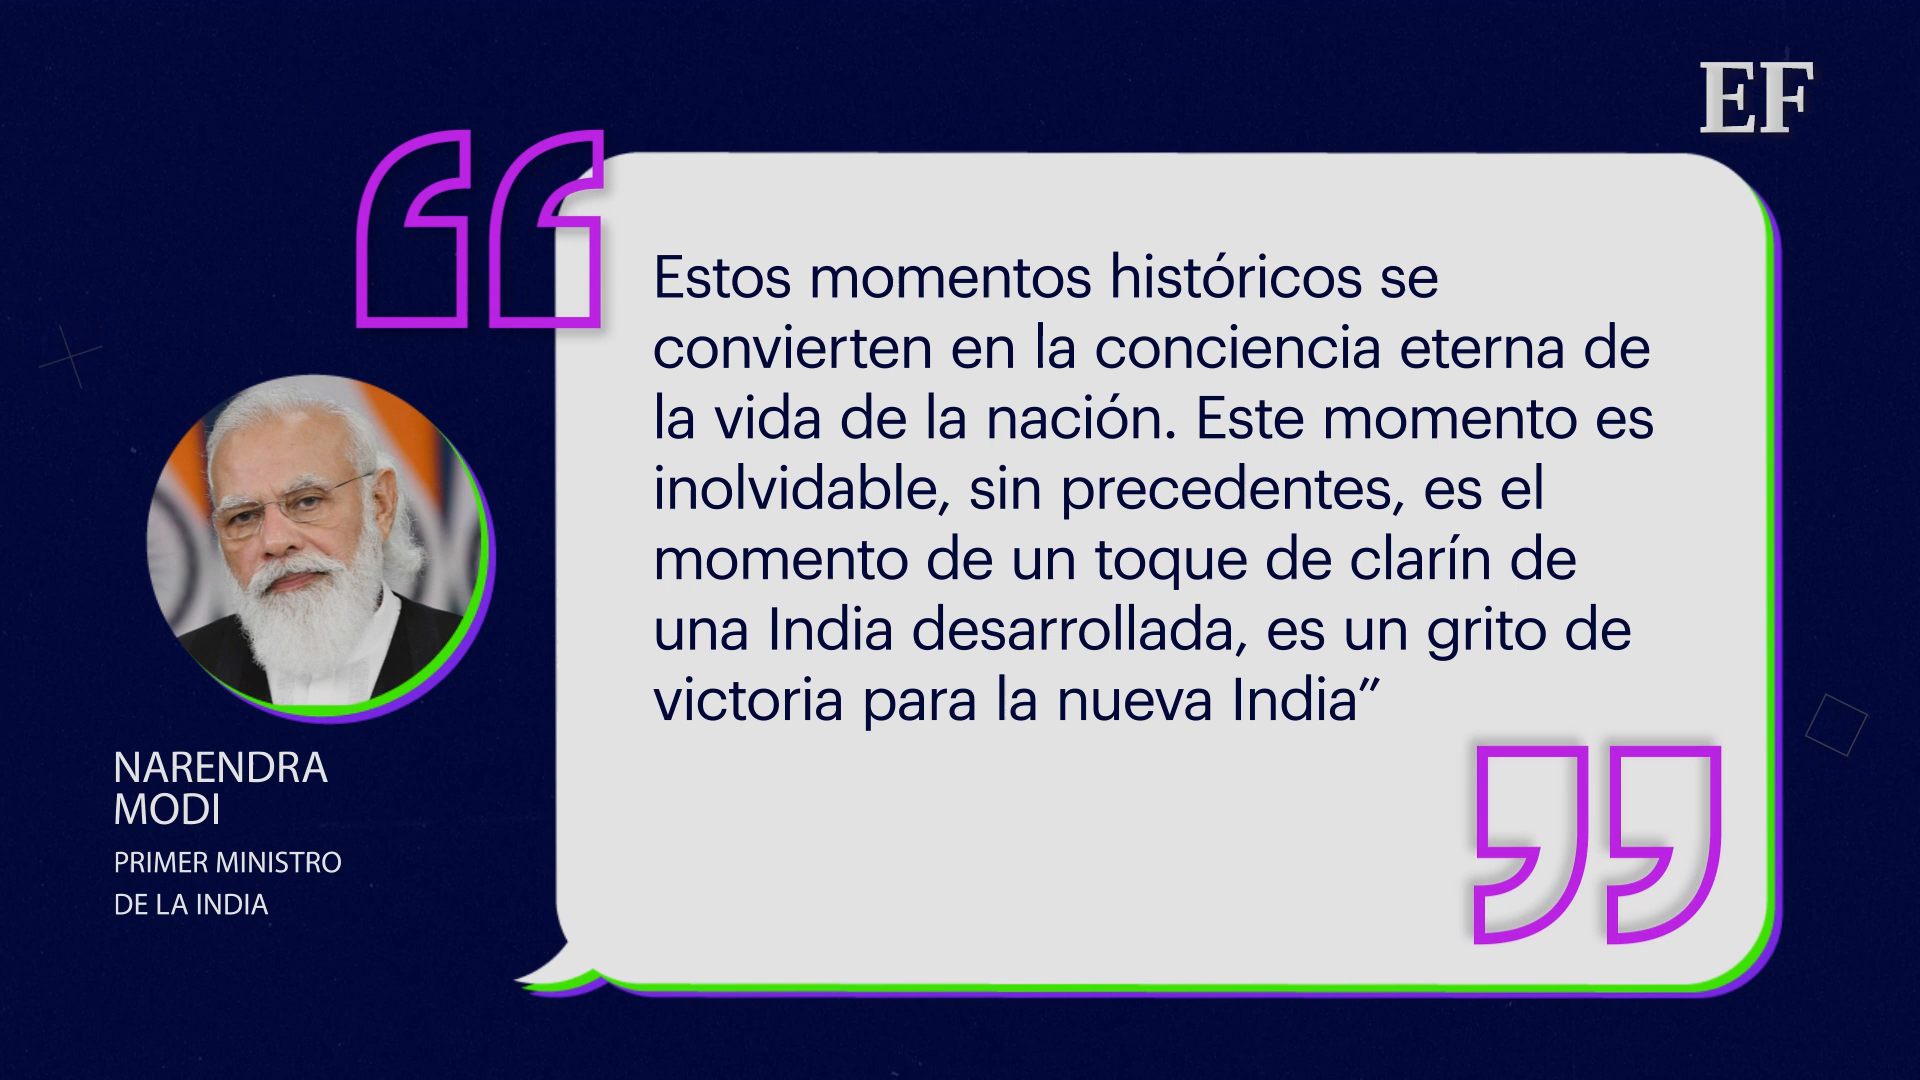 EF
Estos momentos históricos se
convierten en la conciencia eterna de
la vida de la nación. Este momento es
inolvidable, sin precedentes, es el
momento de un toque de clarín de
una India desarrollada, es un grito de
victoria para la nueva India”
NARENDRA
MODI
PRIMER MINISTRO
DE LA INDIA